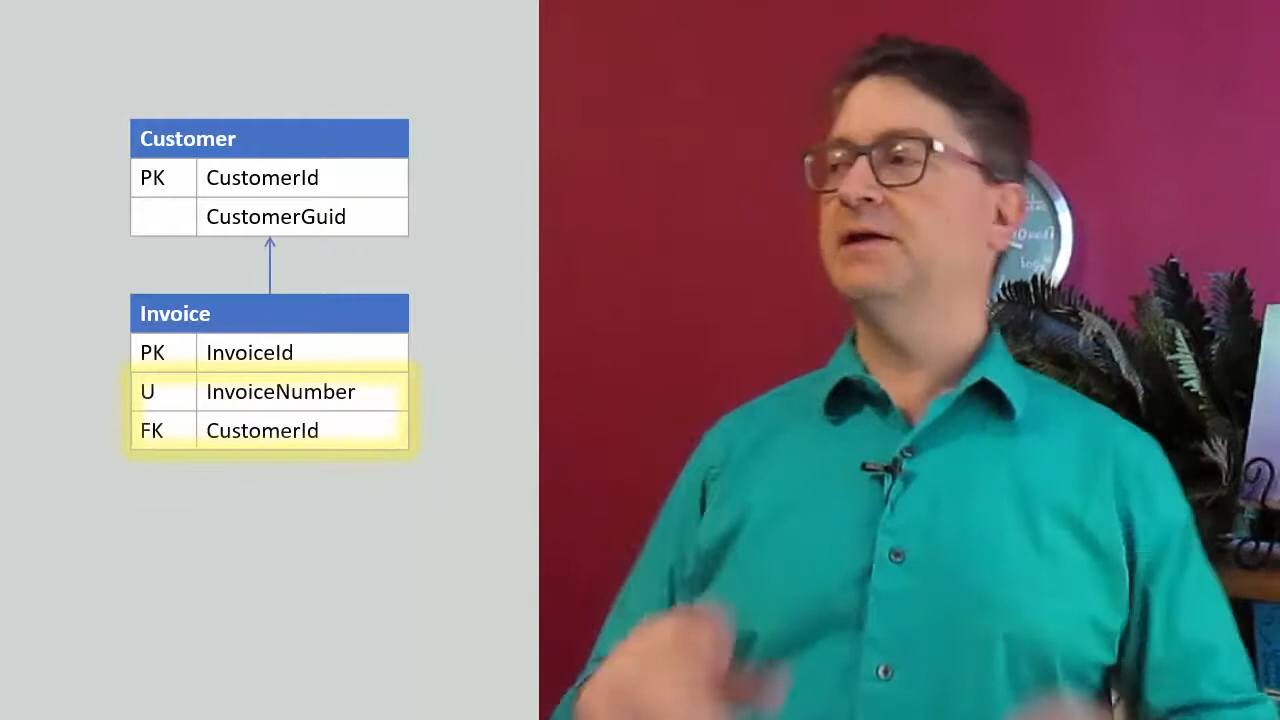 Customer
PK CustomerId
CustomerGuid
Invoice
PK InvoiceId
U InvoiceNumber
FK CustomerId